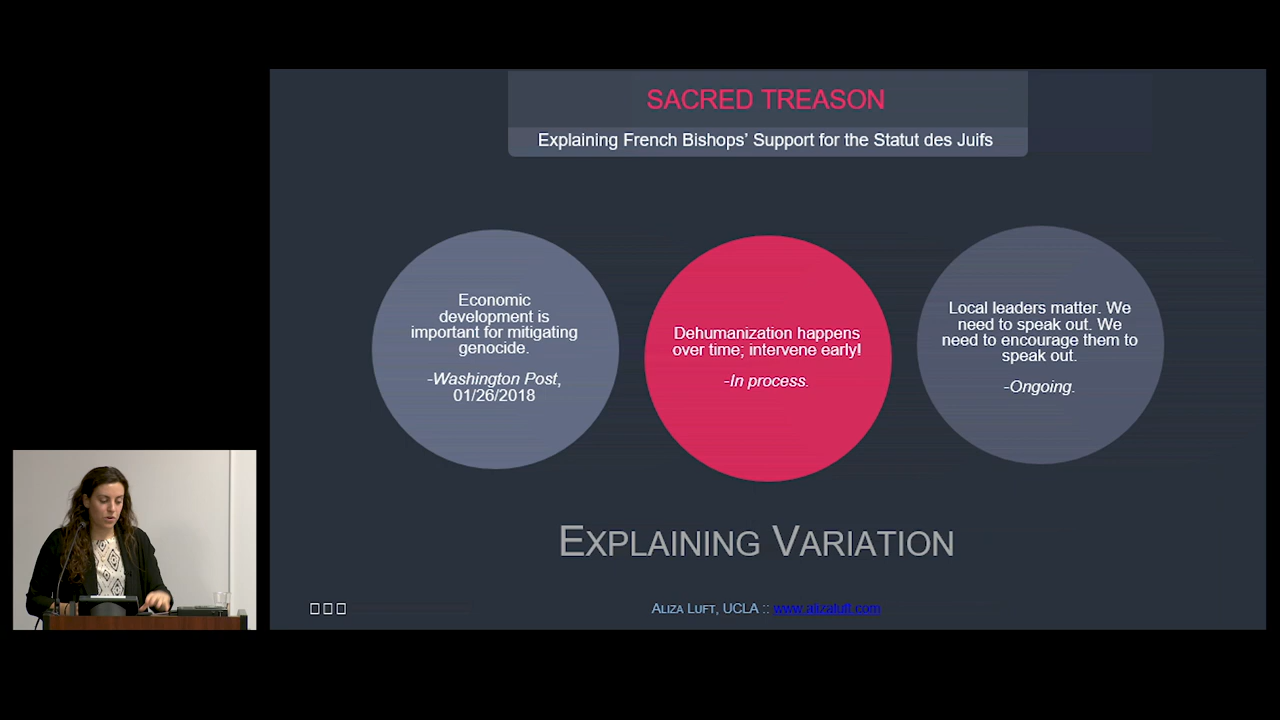 SACRED TREASON
Explaining French Bishops' Support for the Statut des Juifs
Economic
development is
important for mitigating
genocide.
-Washington Post,
01/26/2018
Dehumanization happens
over time; intervene early!
-In process.
Local leaders matter. We
need to speak out. We
need to encourage them to
speak out.
-Ongoing.
EXPLAINING VARIATION
ALIZA LUFT, UCLA :: www.alizaluft.com